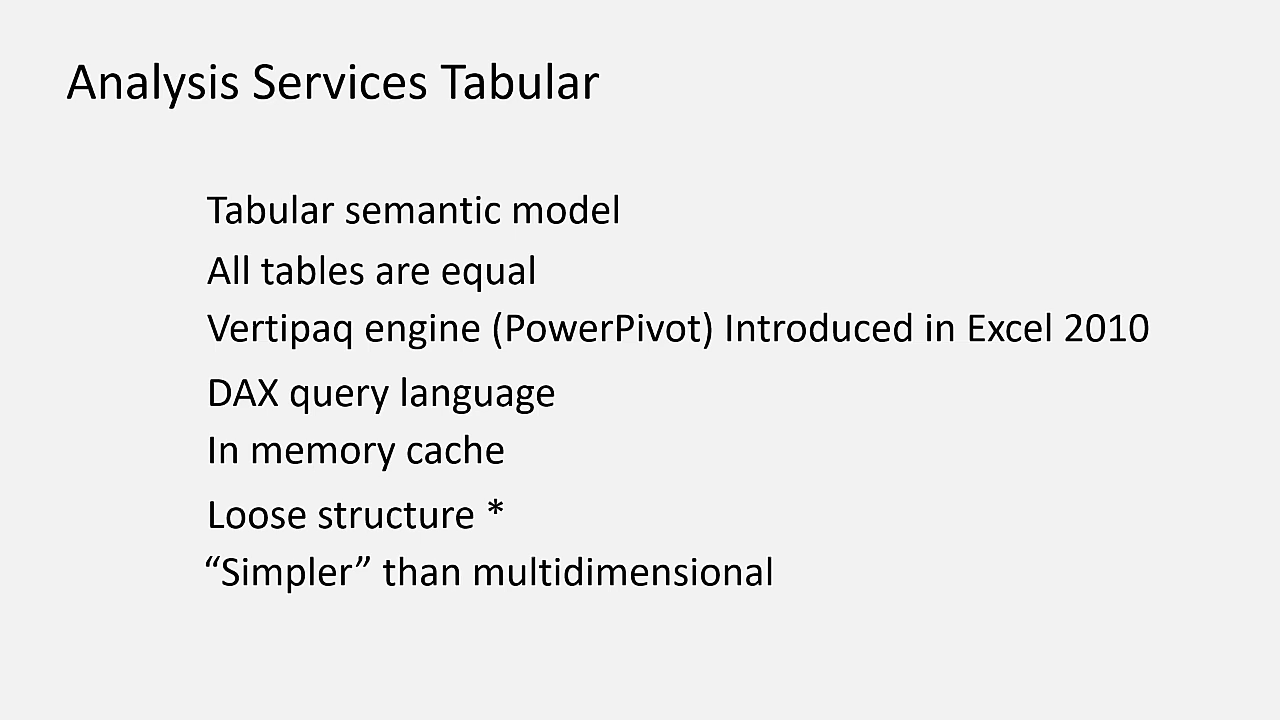 Analysis Services Tabular
Tabular semantic model
All tables are equal
Vertipaq engine (PowerPivot) Introduced in Excel 2010
DAX query language
In memory cache
Loose structure *
“Simpler” than multidimensional